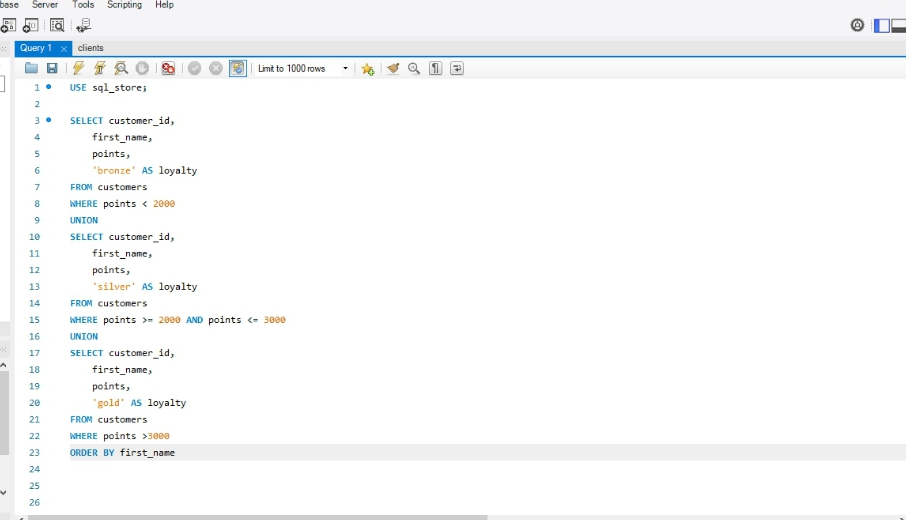 base Server Tools Scripting Help
Query 1 × clients
Limit to 1000 rows
1 USE sql_store;
2
3 SELECT customer_id,
4 first_name,
5 points,
6 'bronze' AS loyalty
7 FROM customers
8 WHERE points < 2000
9 UNION
10 SELECT customer_id,
11 first_name,
12 points,
13 'silver' AS loyalty
14 FROM customers
15 WHERE points >= 2000 AND points <= 3000
16 UNION
17 SELECT customer_id,
18 first_name,
19 points,
20 'gold' AS loyalty
21 FROM customers
22 WHERE points >3000
23 ORDER BY first_name
24
25
26